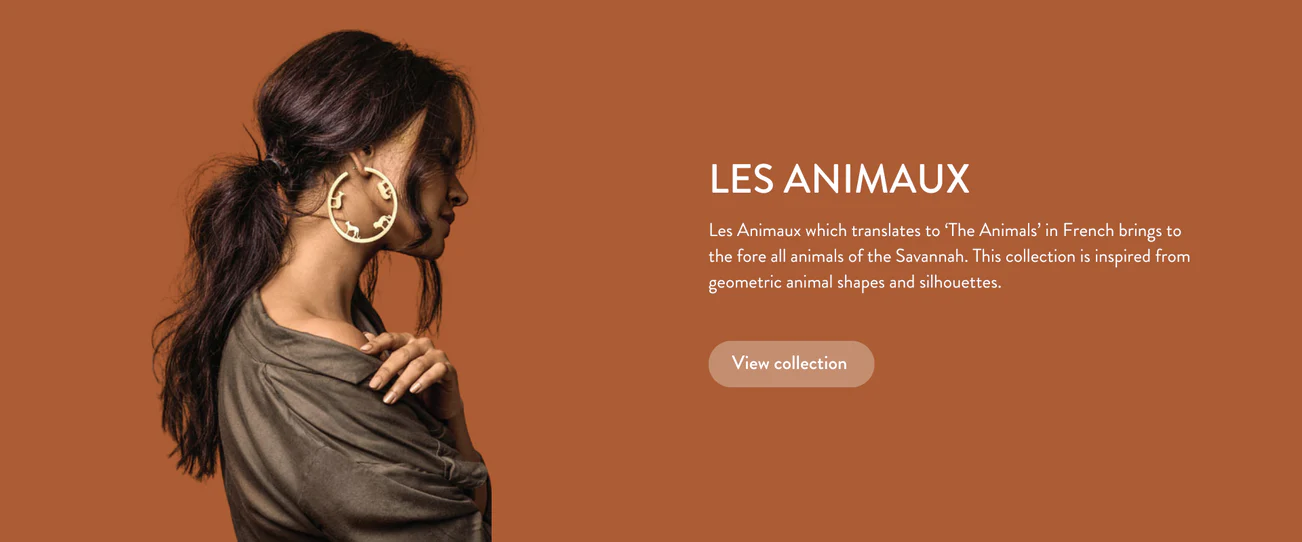 LES ANIMAUX
Les Animaux which translates to ‘The Animals’ in French brings to
the fore all animals of the Savannah. This collection is inspired from
geometric animal shapes and silhouettes.
View collection